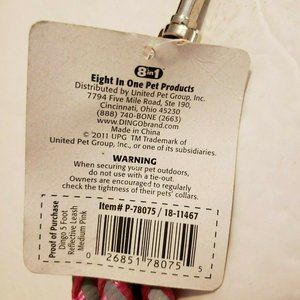 8in1
Eight In One Pet Products
Distributed by United Pet Group, Inc.
7794 Five Mile Road, Ste 190,
Cincinnati, Ohio 45230
(888) 740-BONE (2663)
www.DINGObrand.com
Made in China
© 2011 UPG ™ Trademark of
United Pet Group, Inc., or one of its subsidiaries.
WARNING
When securing your pet outdoors,
do not use with a tie-out.
Owners are encouraged to regularly
check the tightness of their pets' collars.
Item# P-78075 / 18-11467
Proof of Purchase
Dingo 5 Foot
Reflective Leash
Medium Pink
0 26851 78075 5